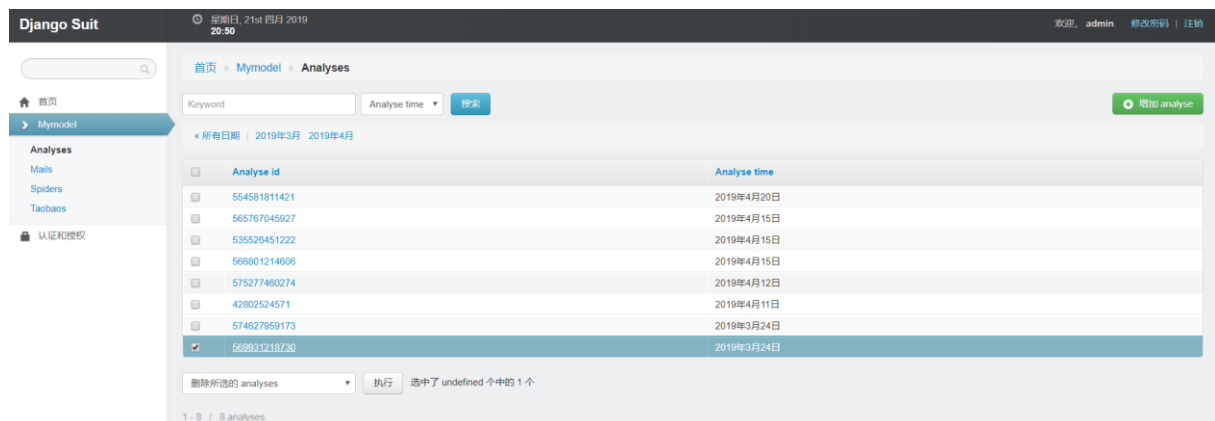 Django Suit
星期日, 21st 四月 2019
20:50
欢迎, admin. 修改密码 | 注销
首页 » Mymodel » Analyses
首页
Mymodel
Analyses
Mails
Spiders
Taobaos
认证和授权
Keyword Analyse time 搜索 增加 analyse
« 所有日期 | 2019年3月 2019年4月
Analyse id Analyse time
554581811421 2019年4月20日
565767045927 2019年4月15日
535526451222 2019年4月15日
566801214606 2019年4月15日
575277460274 2019年4月12日
42802524571 2019年4月11日
574627959173 2019年3月24日
569931218730 2019年3月24日
删除所选的 analyses 执行 选中了 undefined 个中的 1 个
1 - 8 / 8 analyses